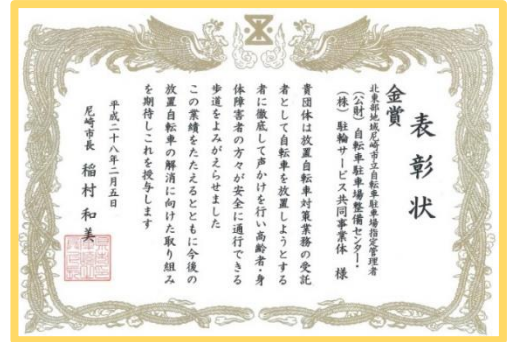 表彰状
金賞
北東部地域尼崎市立自転車駐車場指定管理者
(公財)自転車駐車場整備センター・
(株)駐輪サービス共同事業体 様
貴団体は放置自転車対策業務の受託
者として自転車を放置しようとする
者に徹底して声かけを行い高齢者・身
体障害者の方々が安全に通行できる
歩道をよみがえらせました
この業績をたたえるとともに今後の
放置自転車の解消に向けた取り組み
を期待しこれを授与します
平成二十八年二月五日
尼崎市長 稲村和美